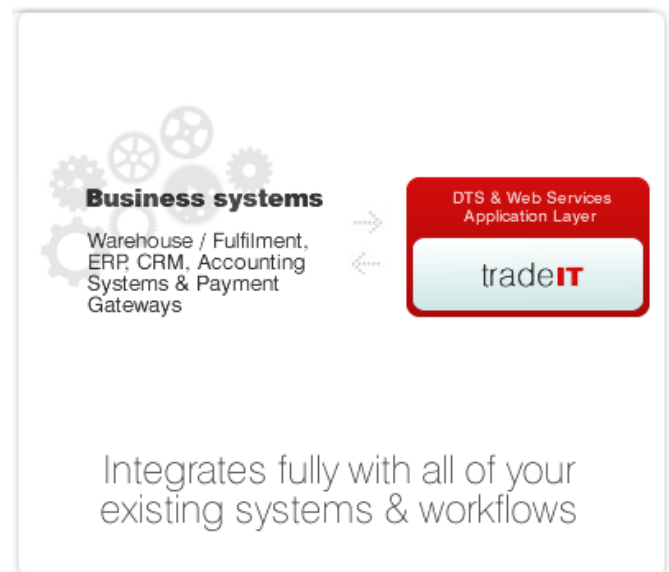 Business systems
Warehouse / Fulfilment,
ERP, CRM, Accounting
Systems & Payment
Gateways
DTS & Web Services
Application Layer
tradeIT
Integrates fully with all of your
existing systems & workflows